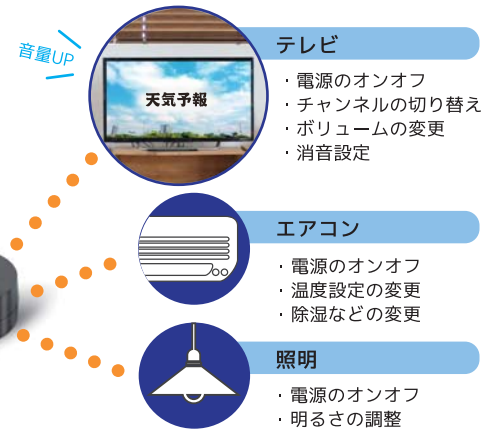 音量UP
天気予報
テレビ
・電源のオンオフ
・チャンネルの切り替え
・ボリュームの変更
・消音設定
エアコン
・電源のオンオフ
・温度設定の変更
・除湿などの変更
照明
・電源のオンオフ
・明るさの調整